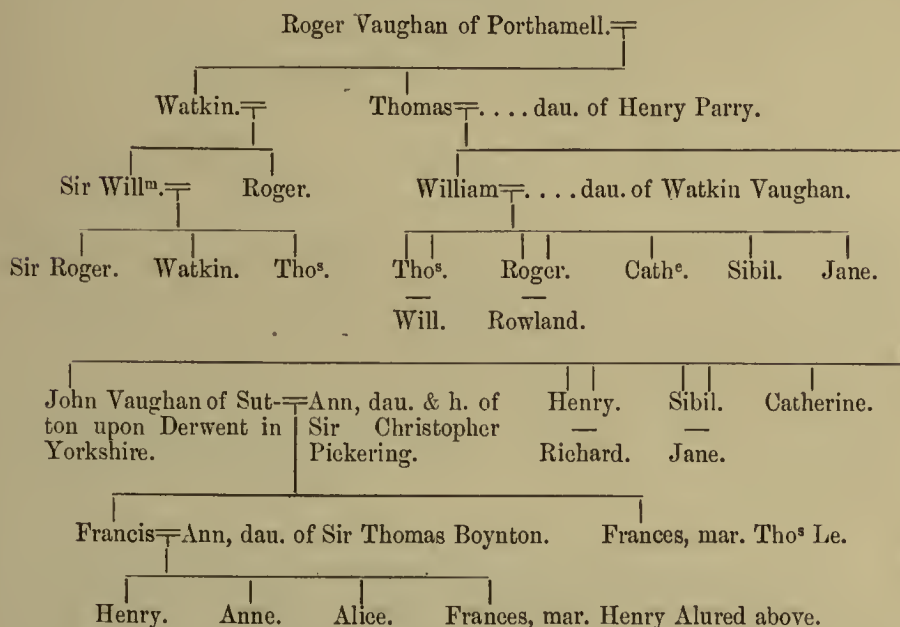 Roger Vaughan of Porthamell.
Watkin. Thomas .... dau. of Henry Parry.
Sir Willᵐ. Roger. William .... dau. of Watkin Vaughan.
Sir Roger. Watkin. Thoˢ. Thoˢ. Roger. Cathᵉ. Sibil. Jane.
Will. Rowland.
John Vaughan of Sut- Ann, dau. & h. of Henry. Sibil. Catherine.
ton upon Derwent in Sir Christopher
Yorkshire. Pickering. Richard. Jane.
Francis Ann, dau. of Sir Thomas Boynton. Frances, mar. Thoˢ Le.
Henry. Anne. Alice. Frances, mar. Henry Alured above.